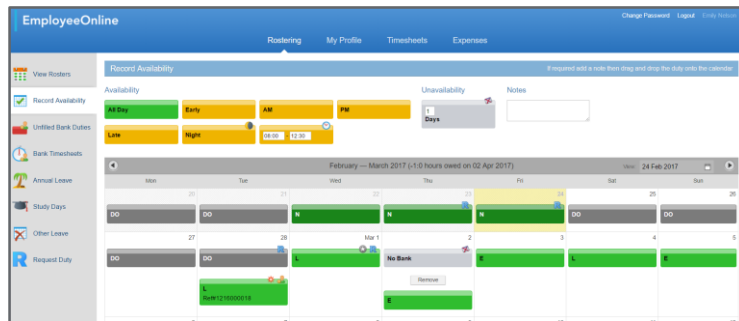 EmployeeOnline
Change Password Logout Emily Nelson
Rostering My Profile Timesheets Expenses
View Rosters
Record Availability
Unfilled Bank Duties
Bank Timesheets
Annual Leave
Study Days
Other Leave
Request Duty
Record Availability
If required add a note then drag and drop the duty onto the calendar
Availability Unavailability Notes
All Day Early AM PM 1 Days
Late Night 08:00 - 12:30
February — March 2017 (-1:0 hours owed on 02 Apr 2017) View: 24 Feb 2017
Mon Tue Wed Thu Fri Sat Sun
20 21 22 23 24 25 26
DO DO N N N DO DO
27 28 Mar 1 2 3 4 5
DO DO L No Bank E L E
Remove
L
Ref#1216000018
E